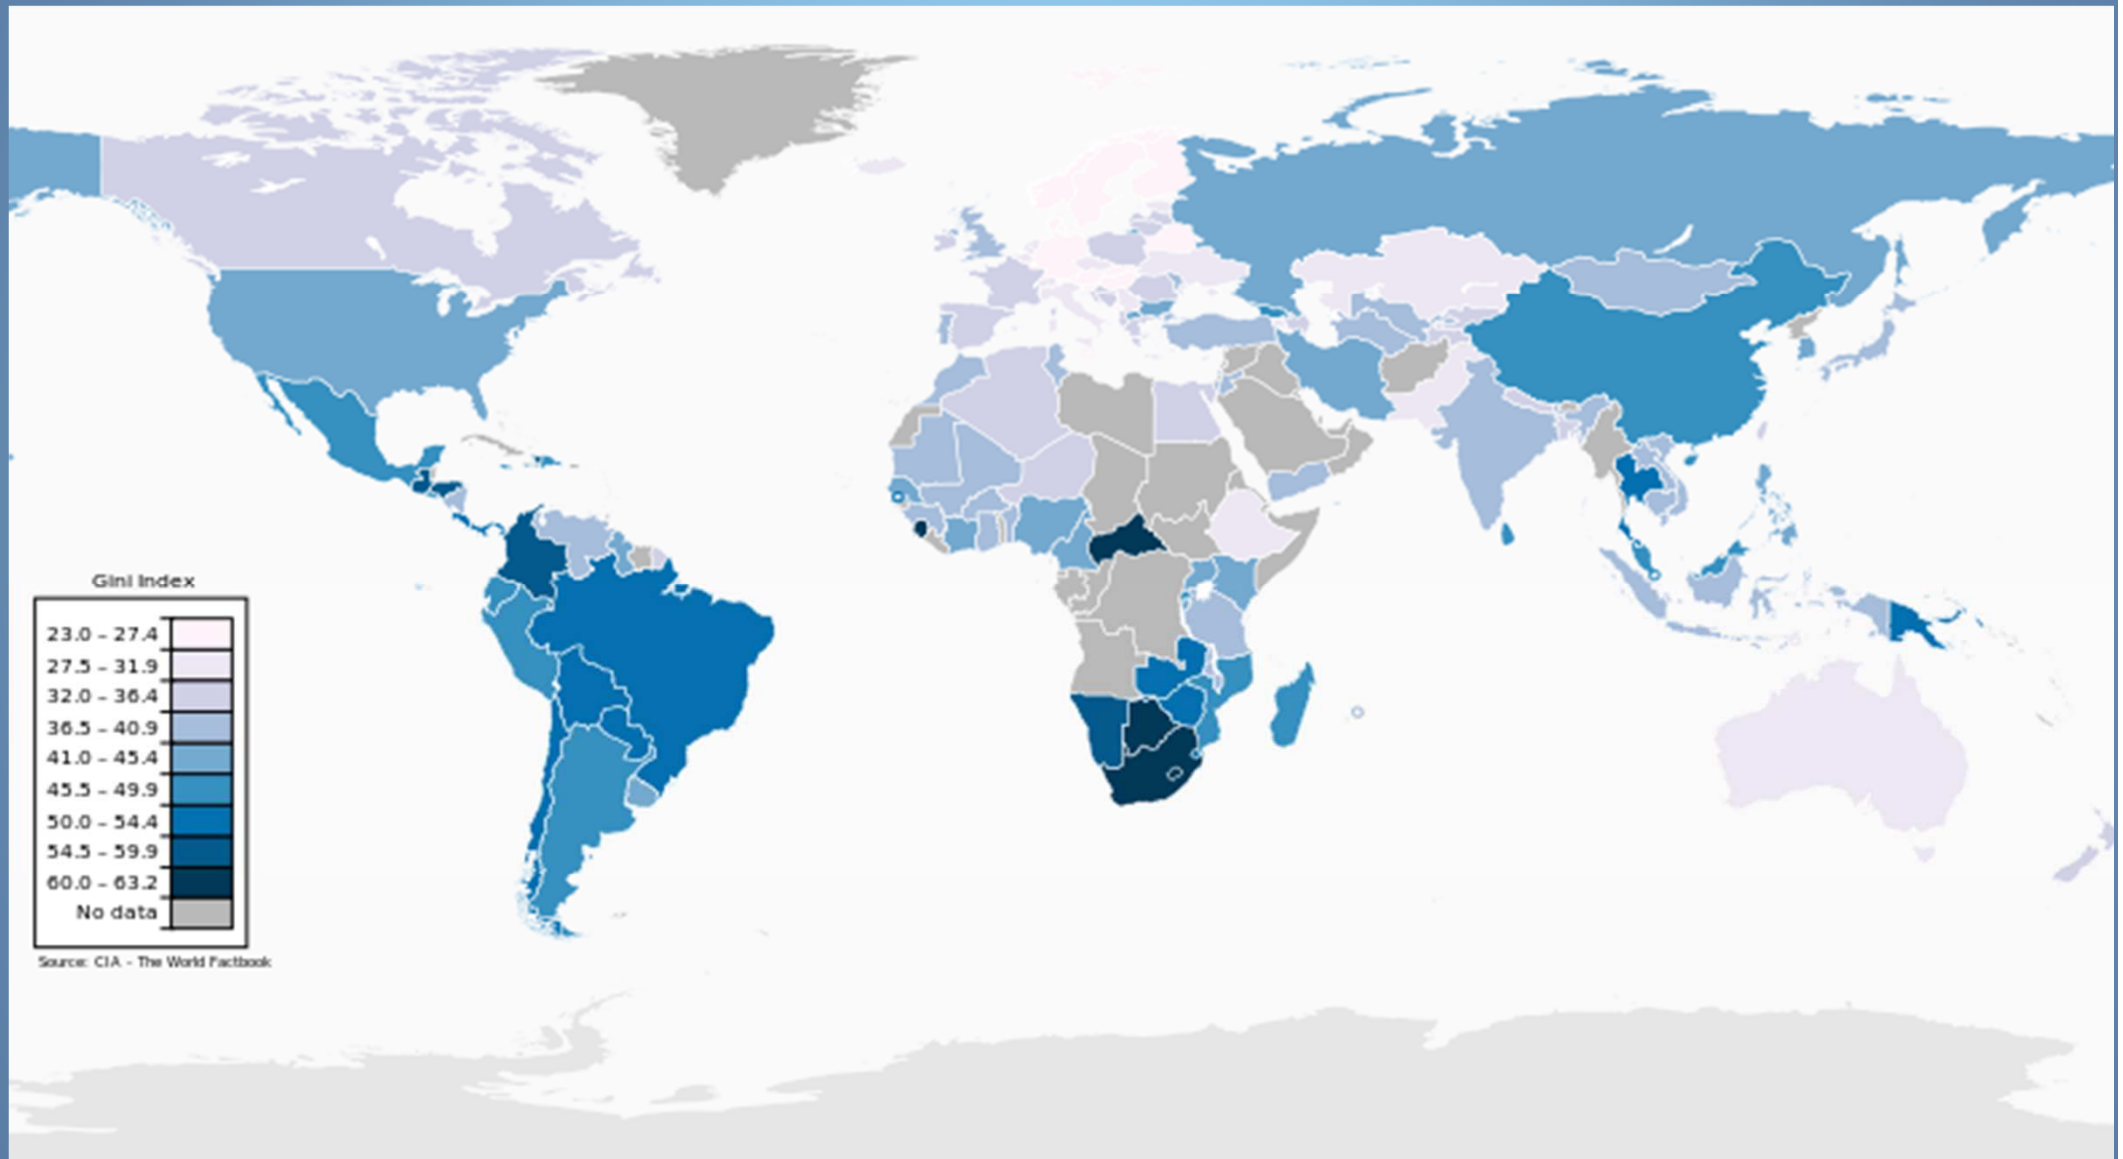 Gini Index
23.0 – 27.4
27.5 – 31.9
32.0 – 36.4
36.5 – 40.9
41.0 – 45.4
45.5 – 49.9
50.0 – 54.4
54.5 – 59.9
60.0 – 63.2
No data
Source: CIA - The World Factbook